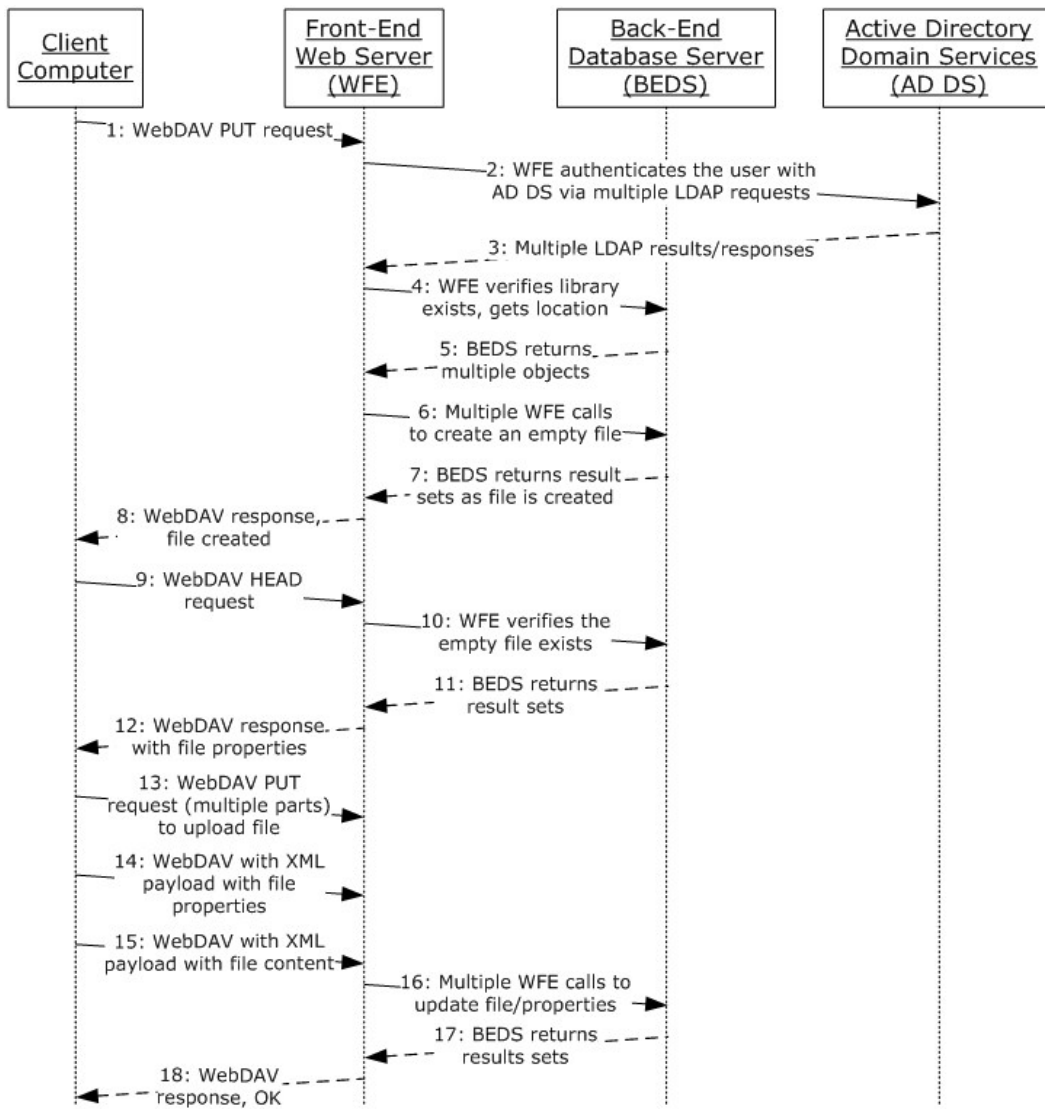 Client
Computer
Front-End
Web Server
(WFE)
Back-End
Database Server
(BEDS)
Active Directory
Domain Services
(AD DS)
1: WebDAV PUT request
2: WFE authenticates the user with
AD DS via multiple LDAP requests
3: Multiple LDAP results/responses
4: WFE verifies library
exists, gets location
5: BEDS returns
multiple objects
6: Multiple WFE calls
to create an empty file
7: BEDS returns result
sets as file is created
8: WebDAV response,
file created
9: WebDAV HEAD
request
10: WFE verifies the
empty file exists
11: BEDS returns
result sets
12: WebDAV response
with file properties
13: WebDAV PUT
request (multiple parts)
to upload file
14: WebDAV with XML
payload with file
properties
15: WebDAV with XML
payload with file content
16: Multiple WFE calls to
update file/properties
17: BEDS returns
results sets
18: WebDAV
response, OK